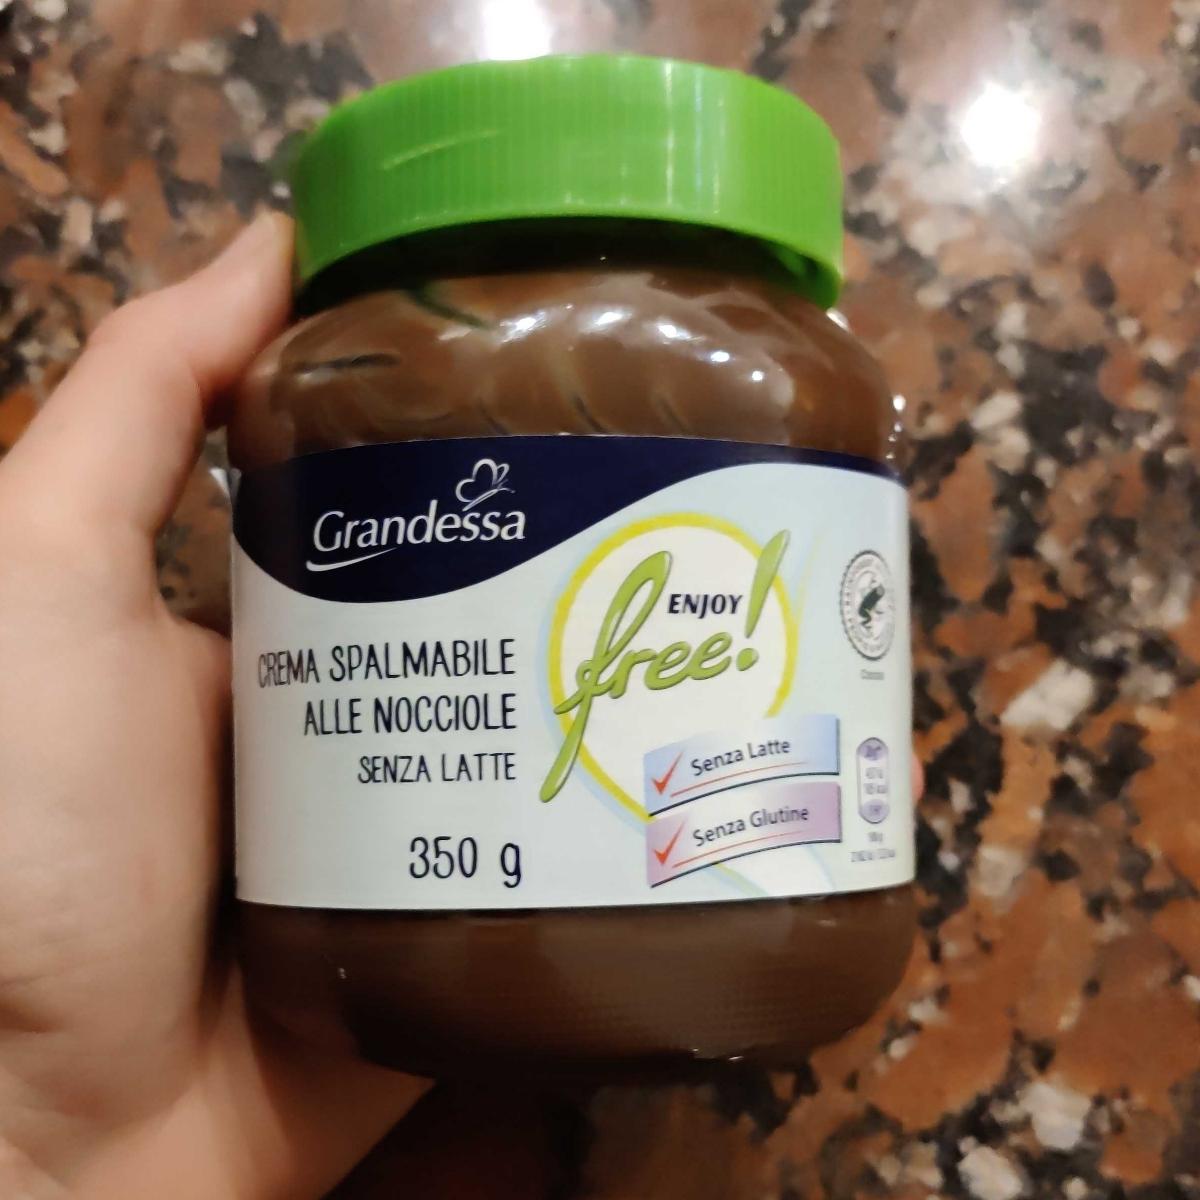 Grandessa
ENJOY
free!
CREMA SPALMABILE
ALLE NOCCIOLE
SENZA LATTE
350 g
Senza Latte
Senza Glutine